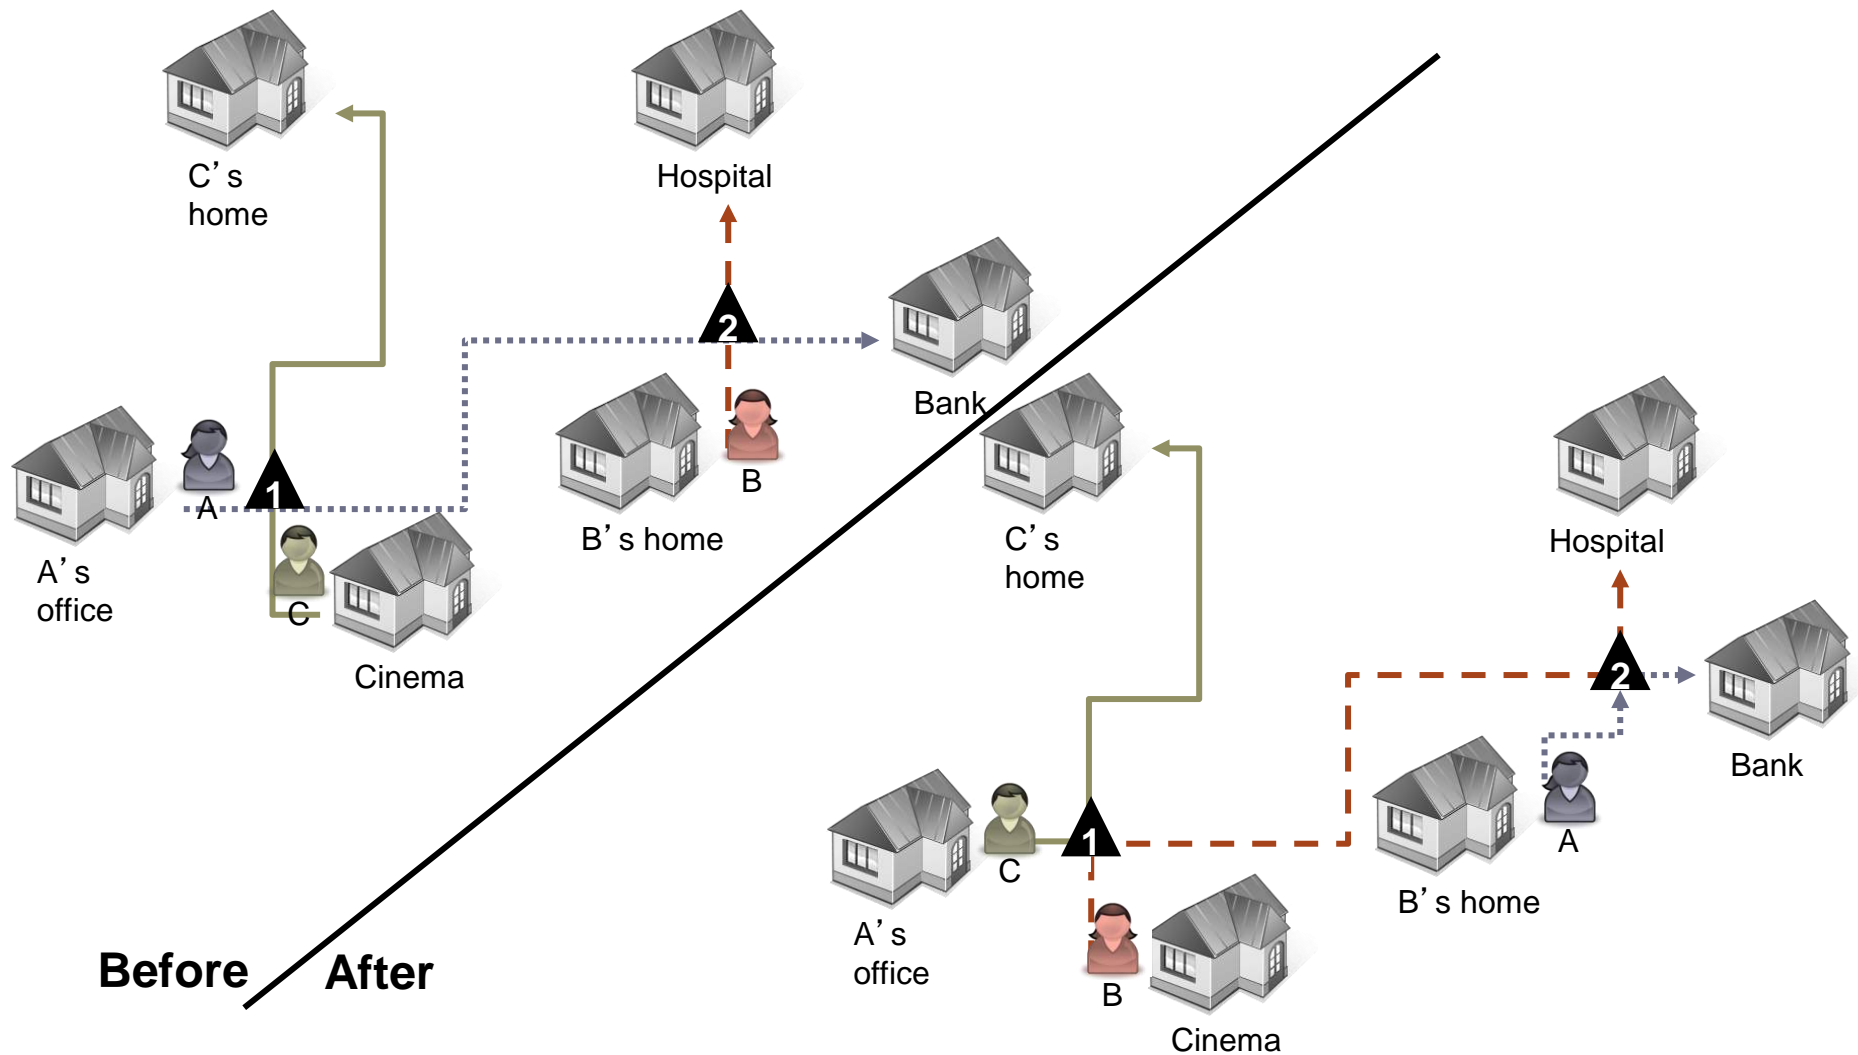 C's
home
Hospital
2
Bank
1
A
B
A's
office
C
B's home
Cinema
C's
home
Hospital
2
Bank
1
C
A
B's home
A's
office
B
Cinema
Before
After